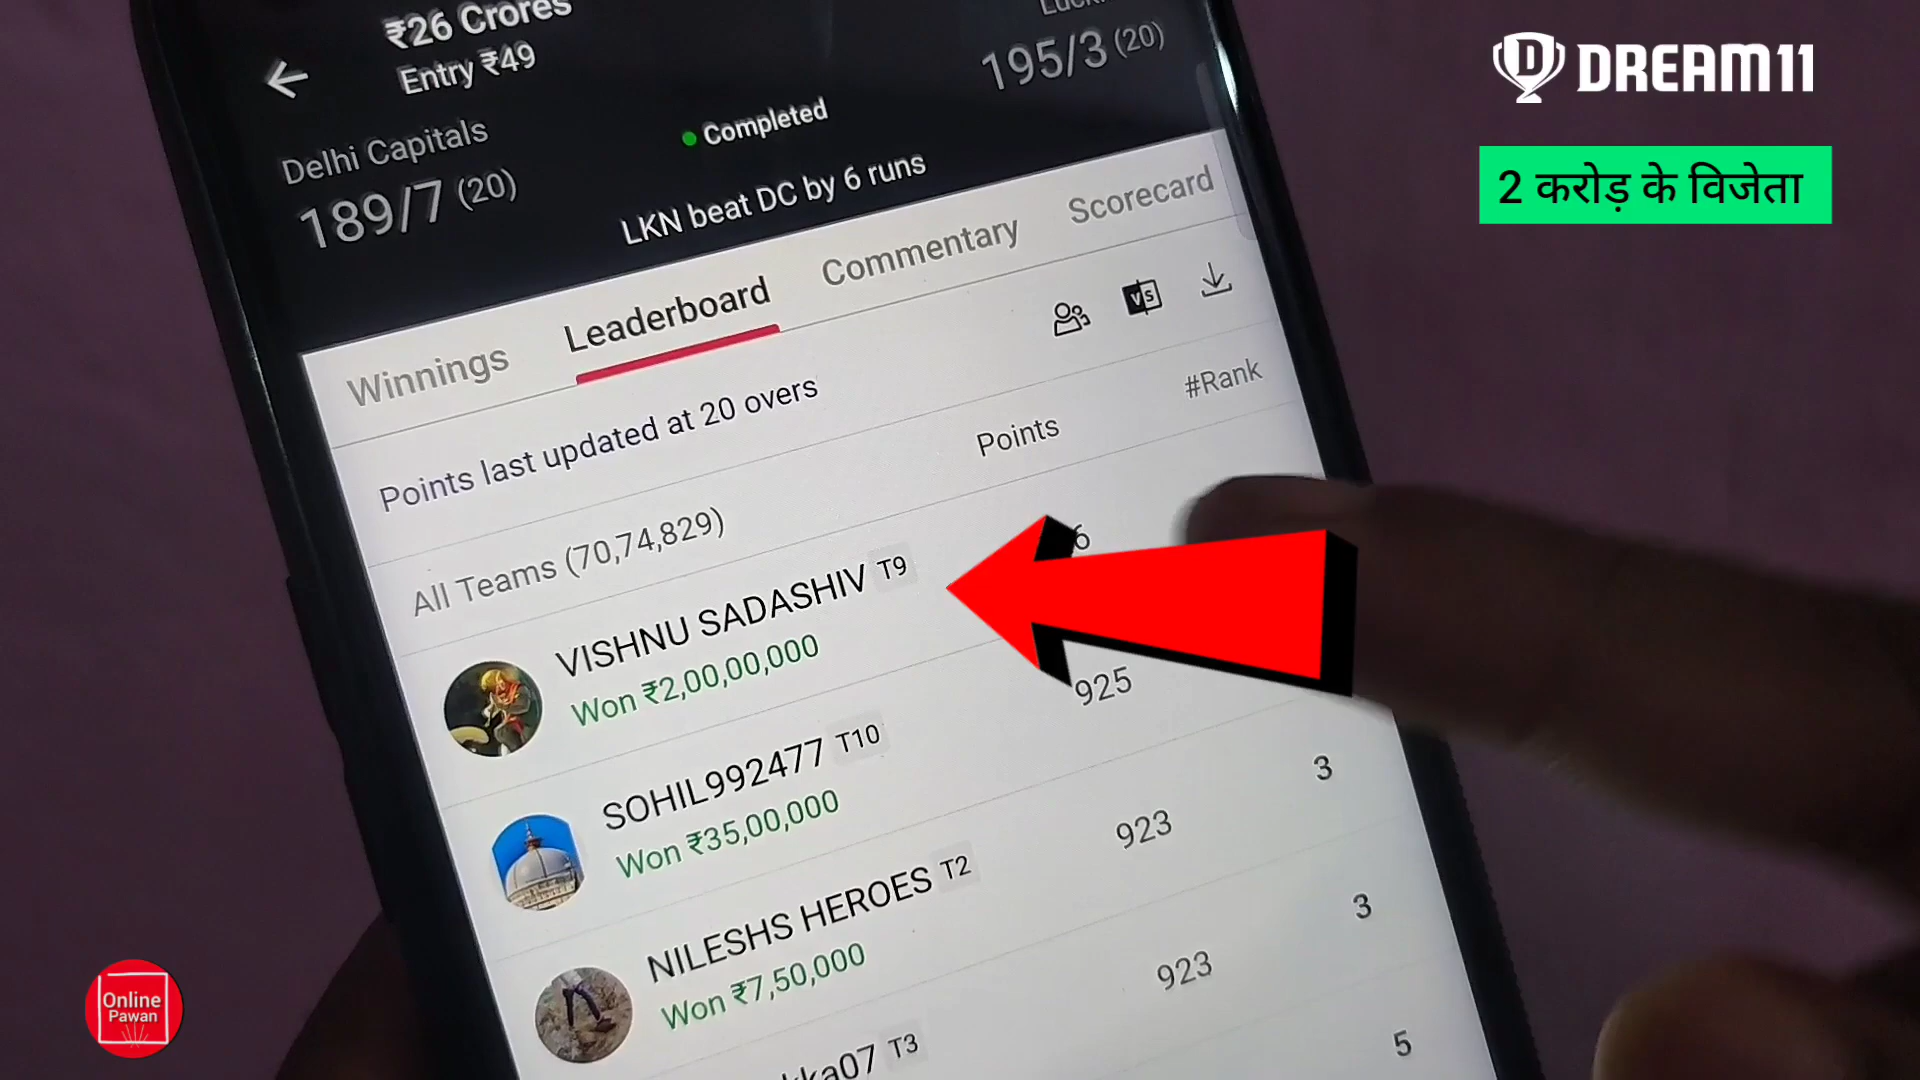 ₹26 Crores
Entry ₹49
DREAM11
2 करोड़ के विजेता
195/3 (20)
Completed
Delhi Capitals
189/7 (20)
LKN beat DC by 6 runs
Winnings
Leaderboard
Commentary
Scorecard
VS
Points last updated at 20 overs
All Teams (70,74,829)
Points
#Rank
VISHNU SADASHIV T9
Won ₹2,00,00,000
SOHIL992477 T10
925
Won ₹35,00,000
NILESHS HEROES T2
923
3
Won ₹7,50,000
T3
923
3
5
Online
Pawan